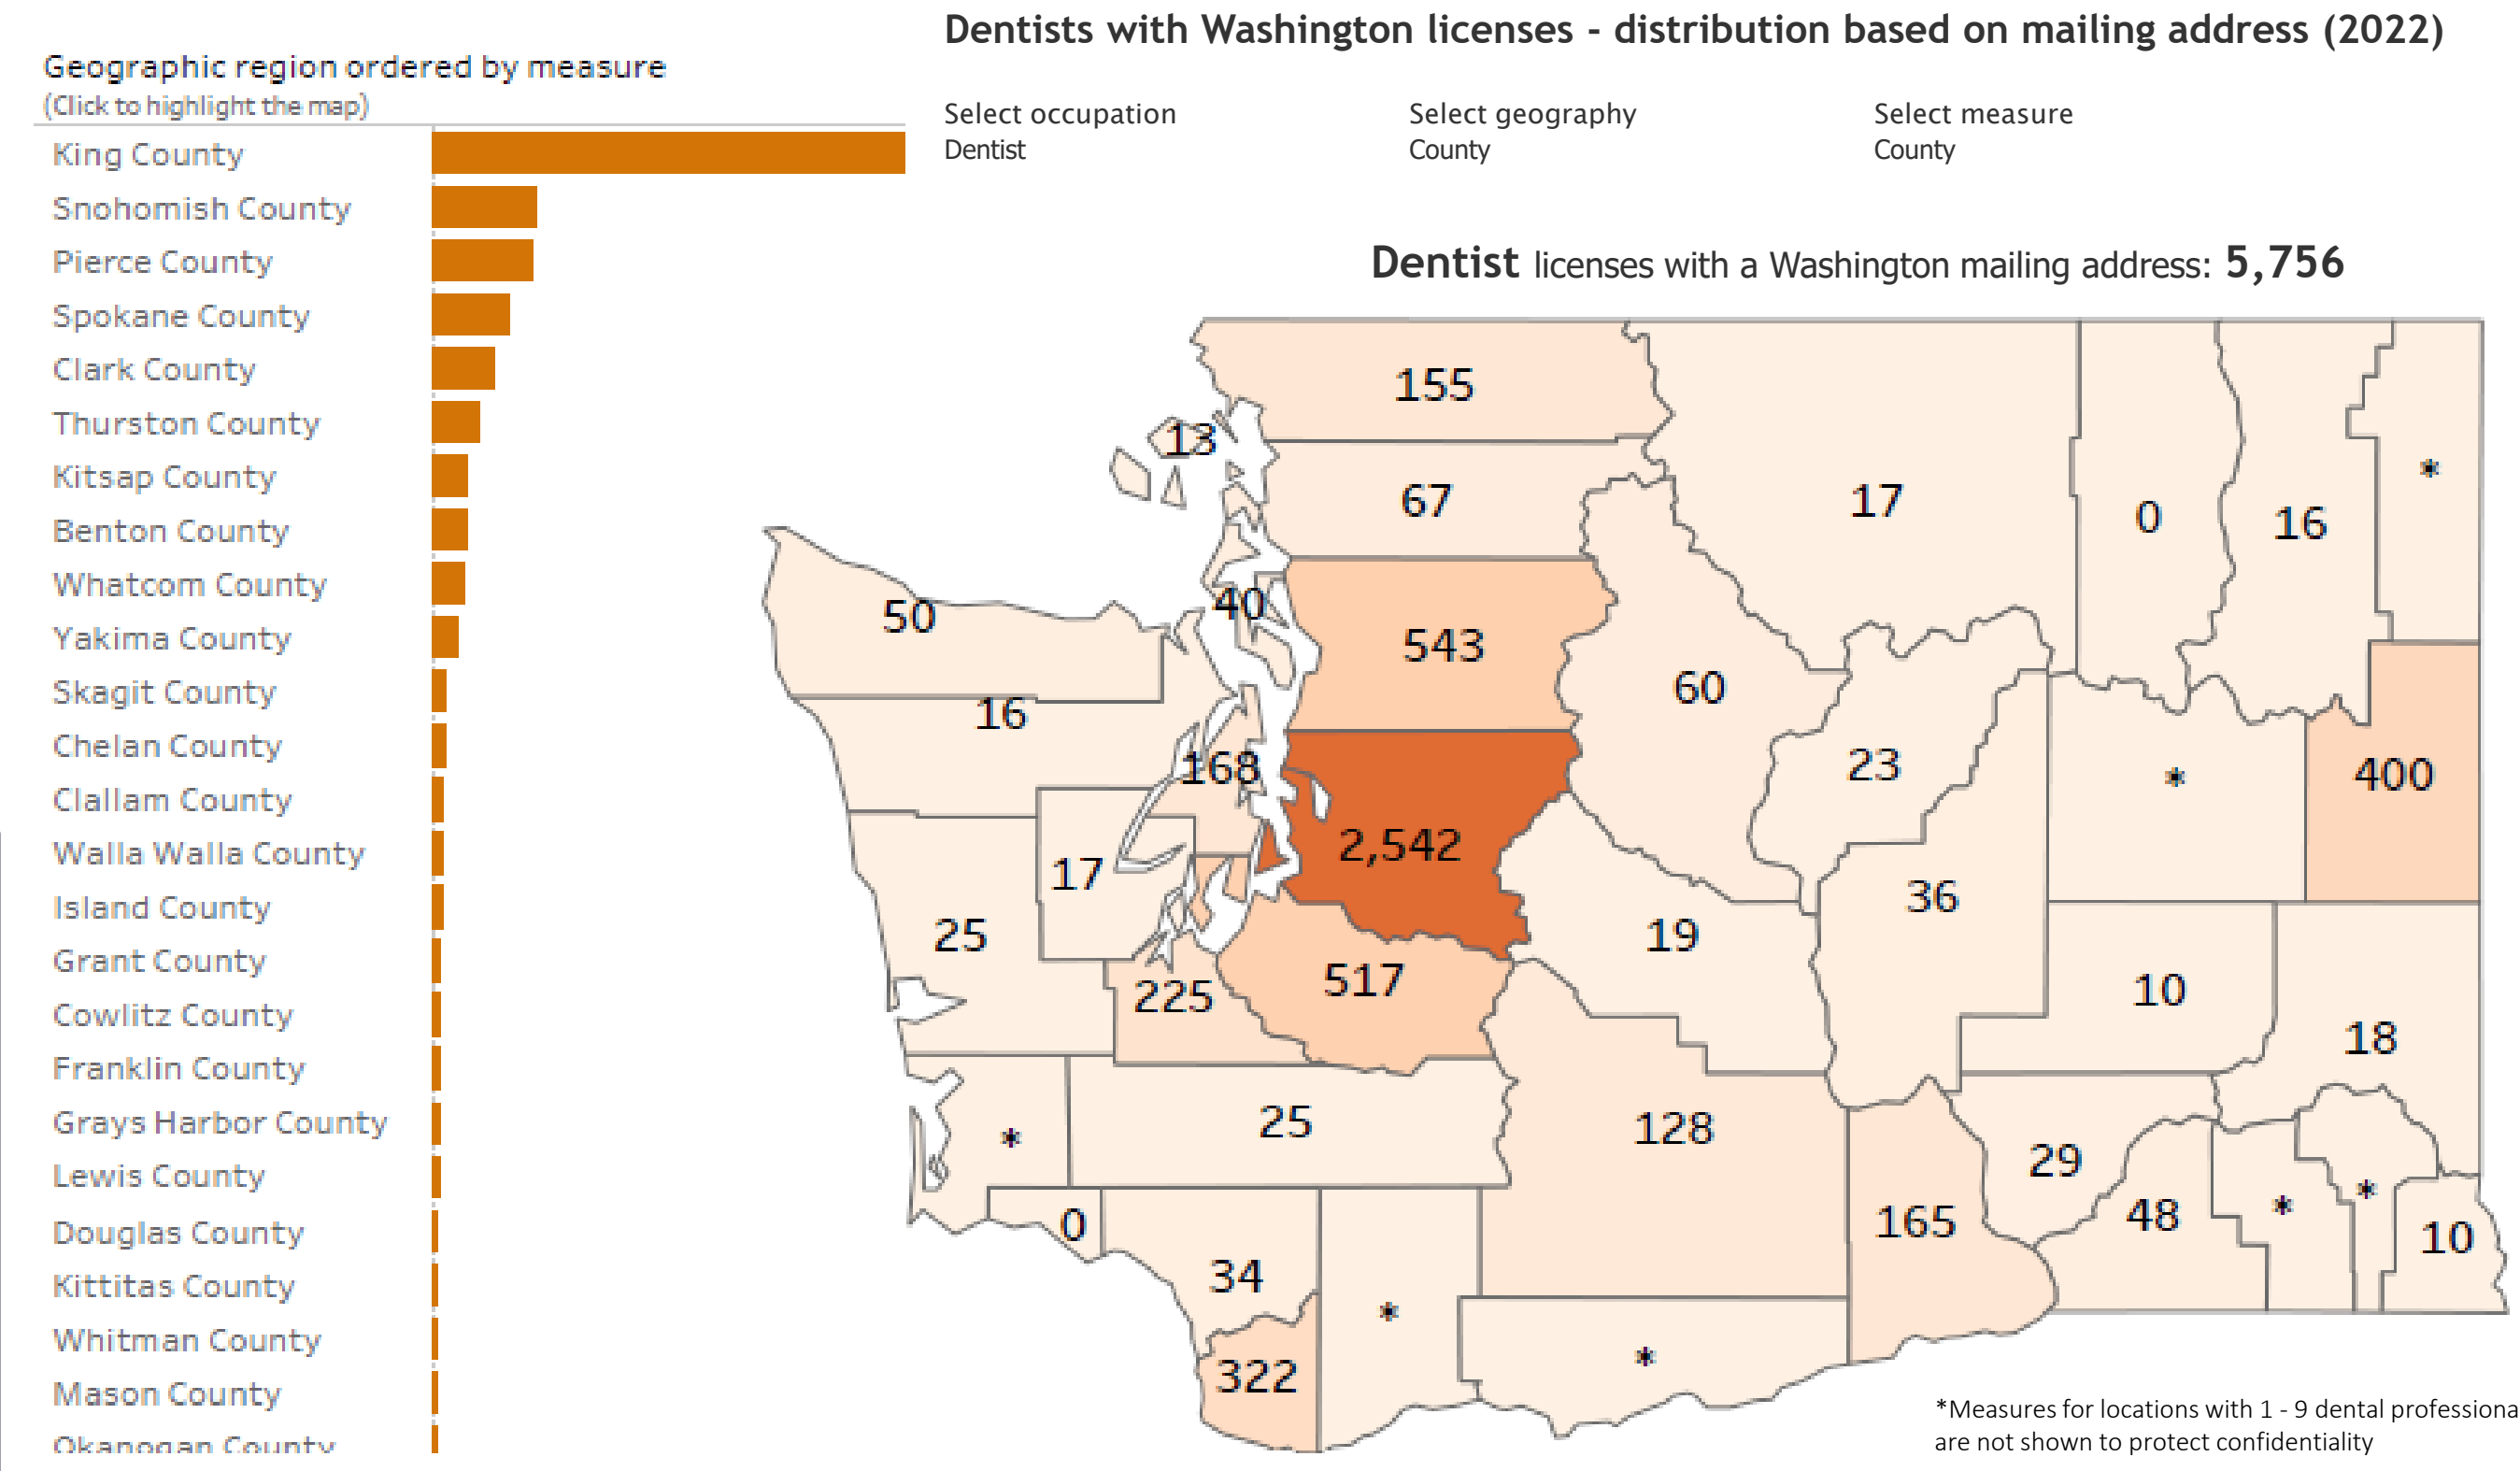 Dentists with Washington licenses - distribution based on mailing address (2022)
Geographic region ordered by measure
(Click to highlight the map)
Select occupation
Dentist
Select geography
County
Select measure
County
Dentist licenses with a Washington mailing address: 5,756
King County
Snohomish County
Pierce County
Spokane County
Clark County
Thurston County
Kitsap County
Benton County
Whatcom County
Yakima County
Skagit County
Chelan County
Clallam County
Walla Walla County
Island County
Grant County
Cowlitz County
Franklin County
Grays Harbor County
Lewis County
Douglas County
Kittitas County
Whitman County
Mason County
Okanogan County
155
13
67
17
0
16
*
50
40
543
60
16
168
23
*
400
2,542
17
36
25
19
225
517
10
18
*
25
128
29
*
*
48
165
10
0
34
*
*
322
*Measures for locations with 1 - 9 dental professiona
are not shown to protect confidentiality